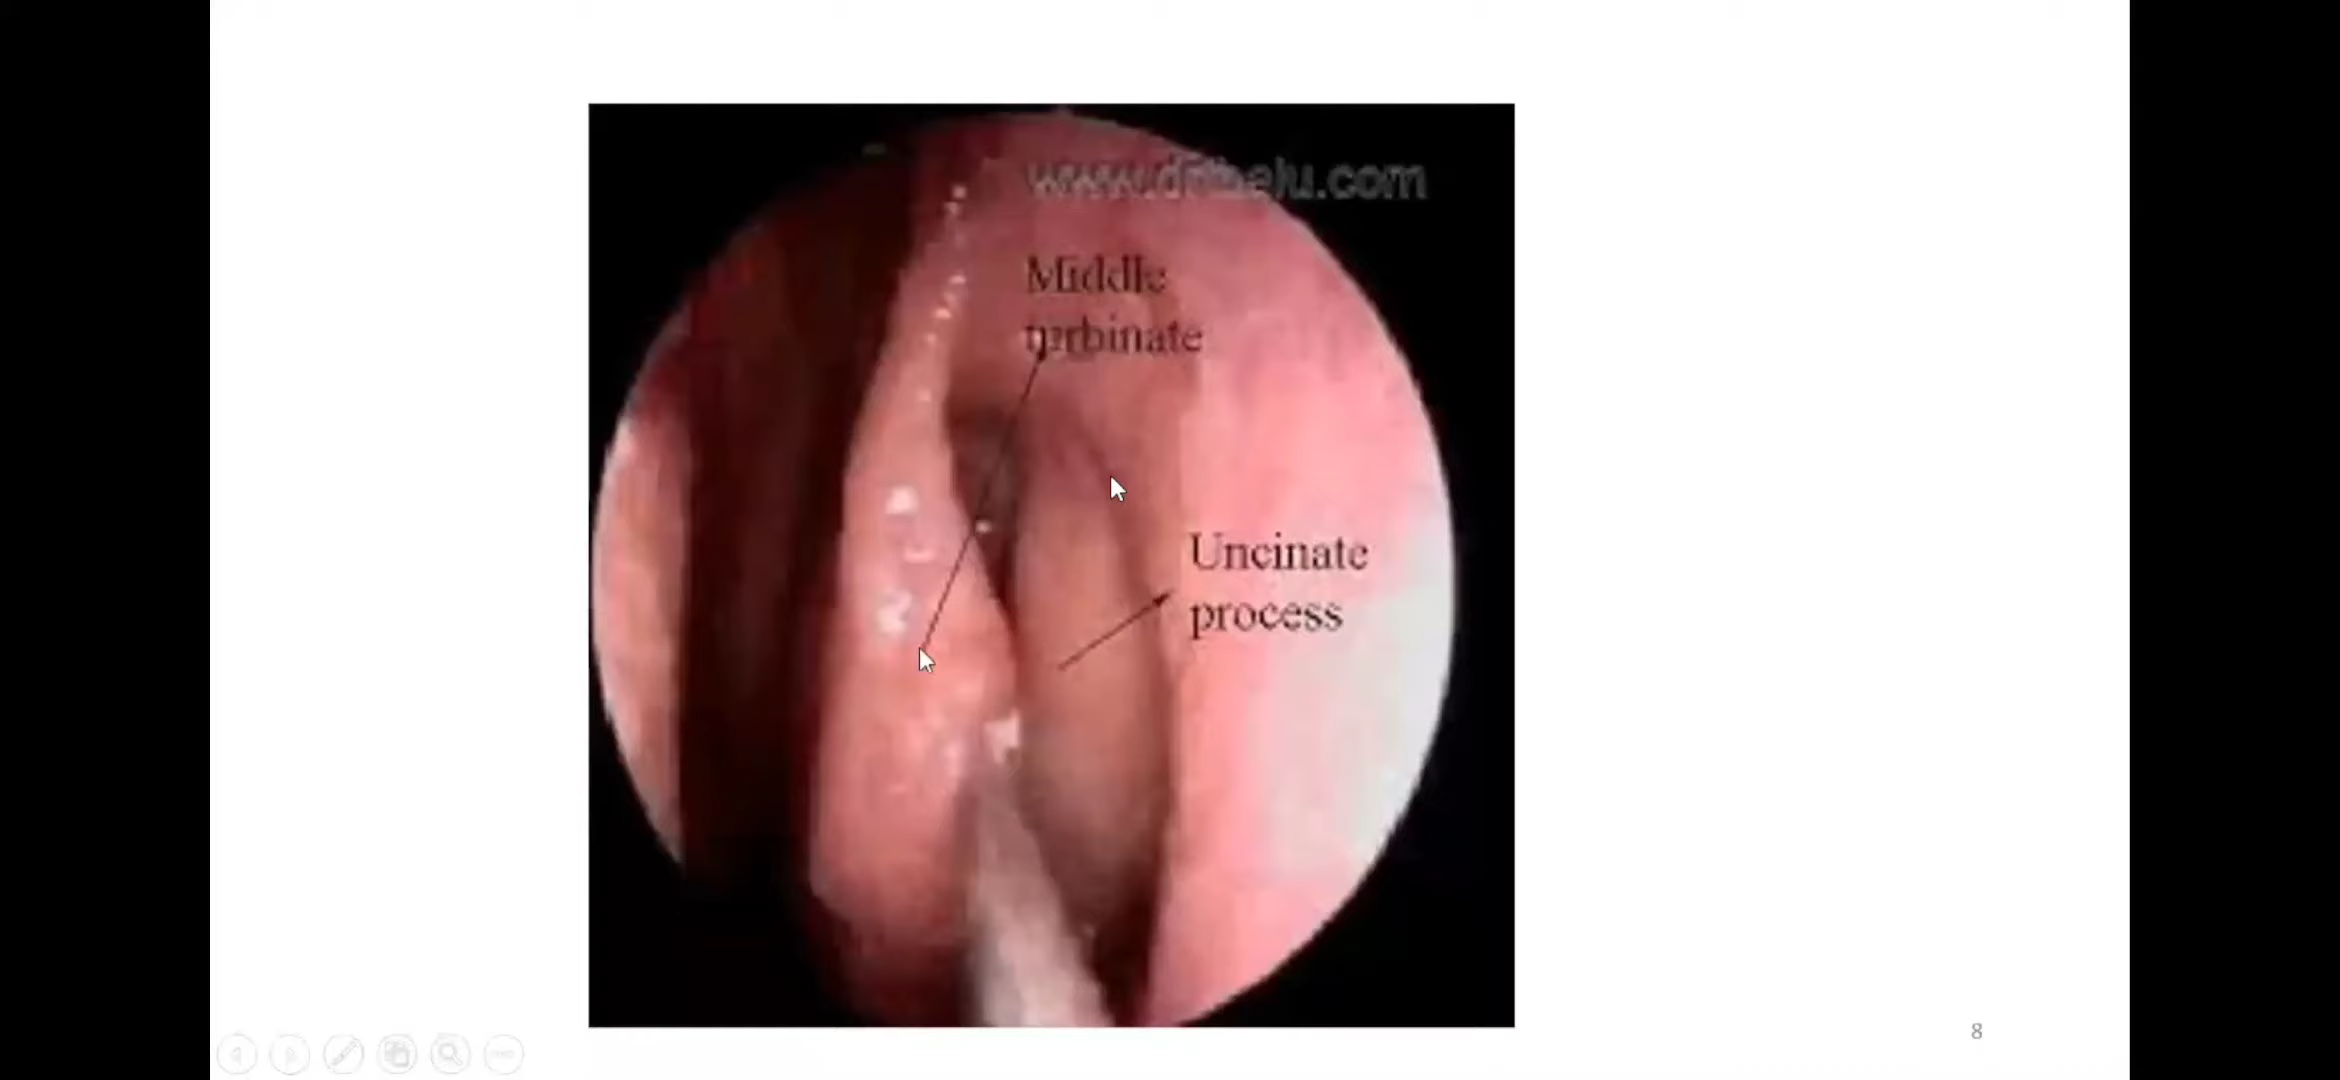 Middle
turbinate
Uncinate
process
8